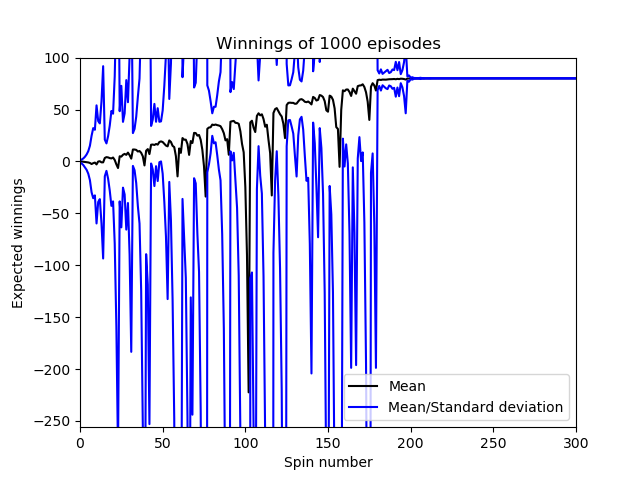 Winnings of 1000 episodes
Expected winnings
100
50
0
−50
−100
−150
−200
−250
0 50 100 150 200 250 300
Spin number
Mean
Mean/Standard deviation